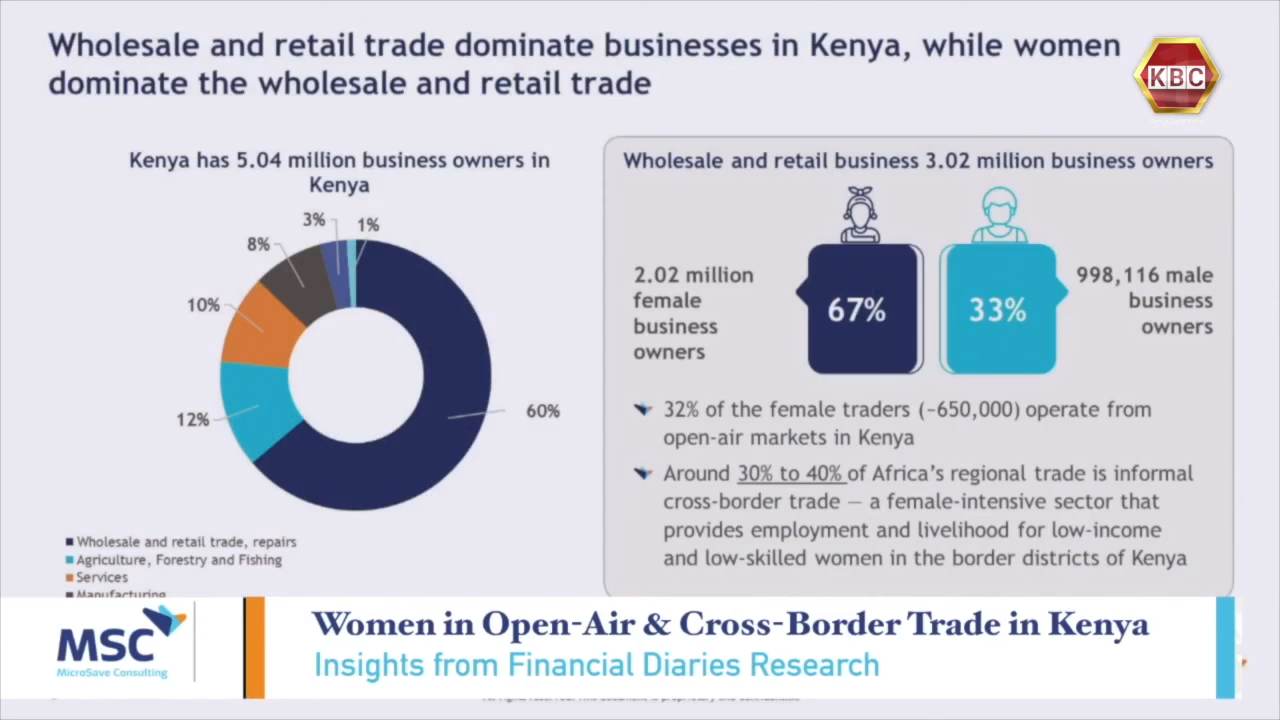 Wholesale and retail trade dominate businesses in Kenya, while women
dominate the wholesale and retail trade
KBC
Kenya has 5.04 million business owners in
Kenya
3%
1%
8%
10%
12%
60%
Wholesale and retail trade, repairs
Agriculture, Forestry and Fishing
Services
Manufacturing
Wholesale and retail business 3.02 million business owners
2.02 million
female
business
owners
67%
33%
998,116 male
business
owners
32% of the female traders (~650,000) operate from
open-air markets in Kenya
Around 30% to 40% of Africa's regional trade is informal
cross-border trade — a female-intensive sector that
provides employment and livelihood for low-income
and low-skilled women in the border districts of Kenya
MSC
MicroSave Consulting
Women in Open-Air & Cross-Border Trade in Kenya
Insights from Financial Diaries Research